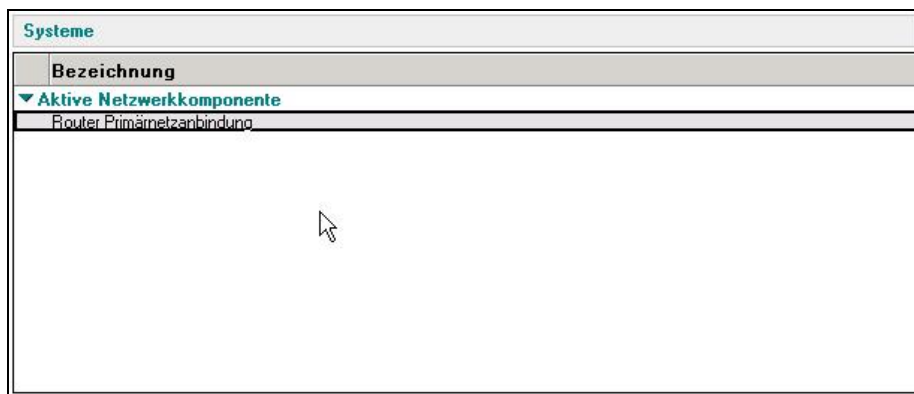 Systeme
Bezeichnung
Aktive Netzwerkkomponente
Router Primärnetzanbindung